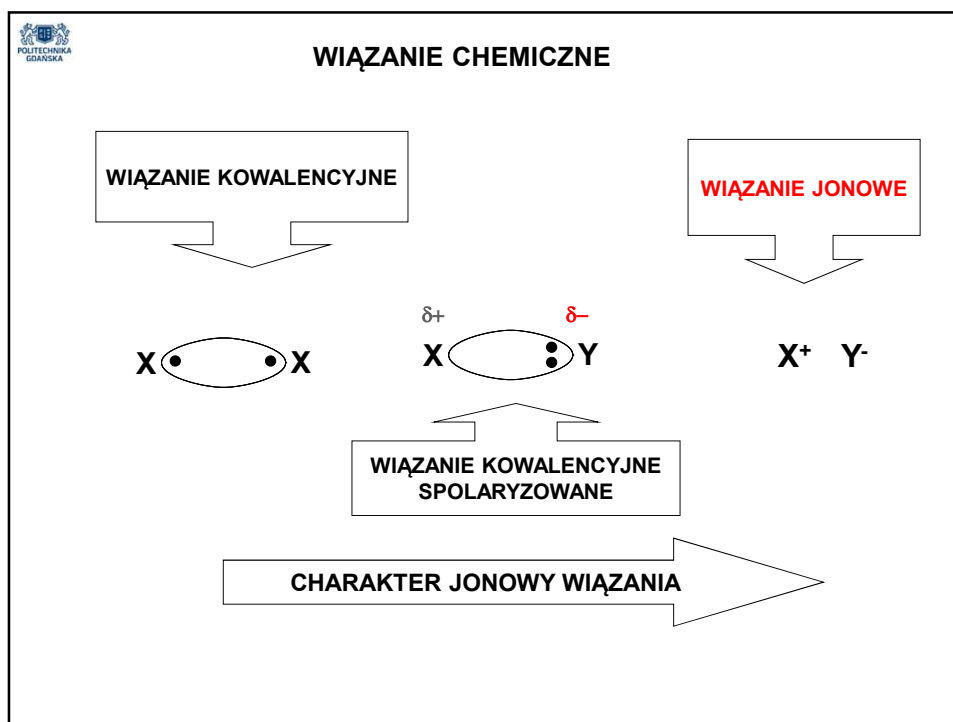 POLITECHNIKA
GDAŃSKA
WIĄZANIE CHEMICZNE
WIĄZANIE KOWALENCYJNE
WIĄZANIE JONOWE
δ+ δ−
X X
X Y
X⁺ Y⁻
WIĄZANIE KOWALENCYJNE
SPOLARYZOWANE
CHARAKTER JONOWY WIĄZANIA